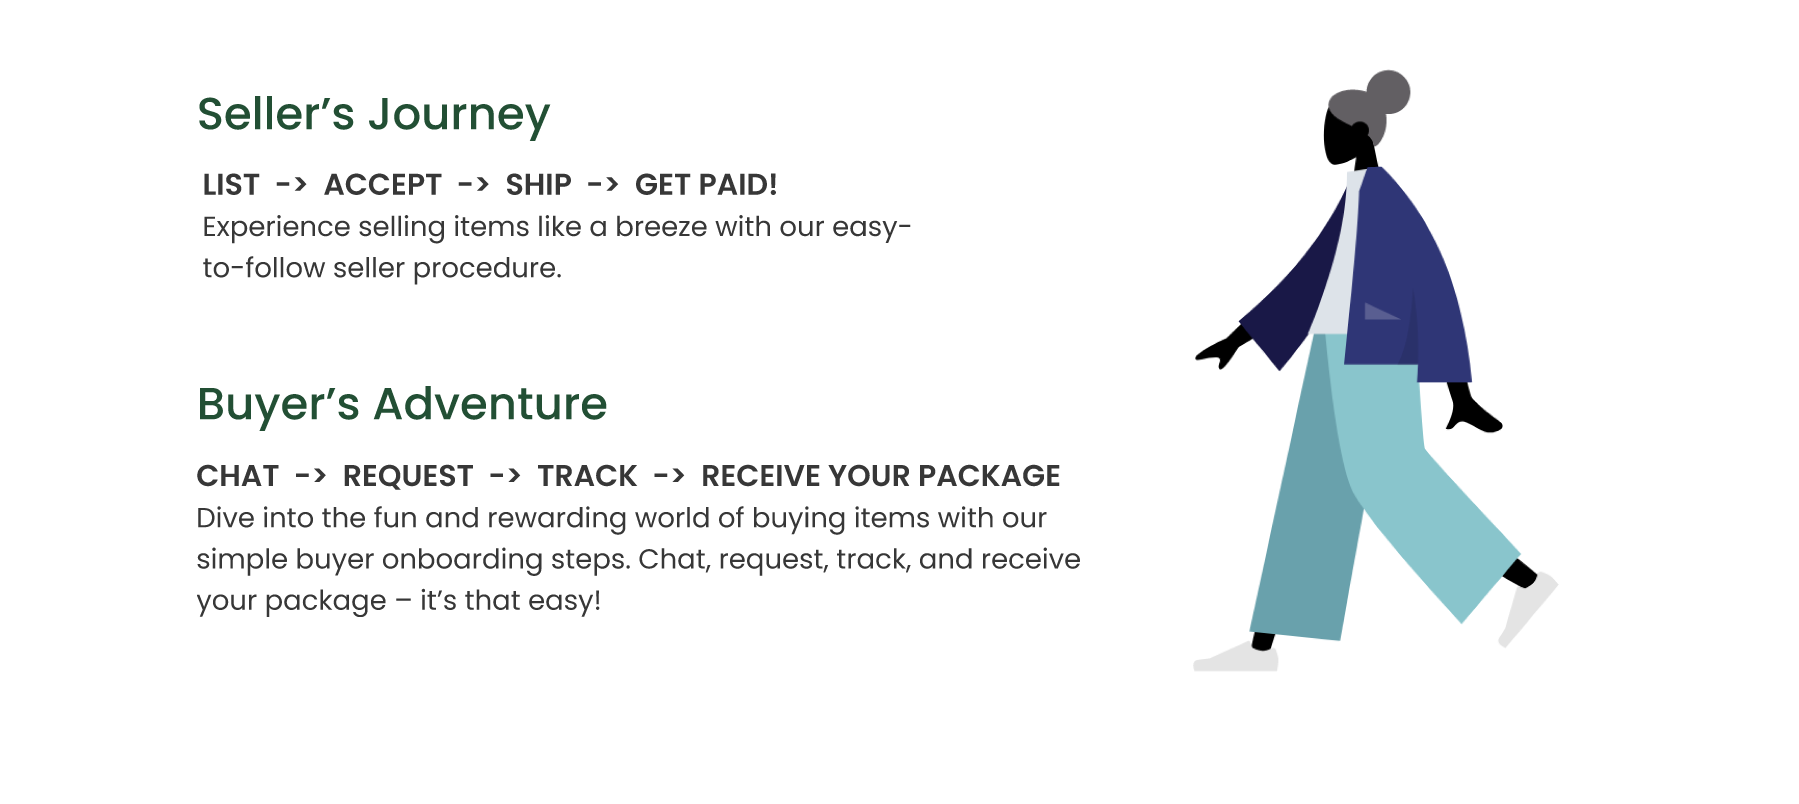 Seller’s Journey
LIST -> ACCEPT -> SHIP -> GET PAID!
Experience selling items like a breeze with our easy-
to-follow seller procedure.
Buyer’s Adventure
CHAT -> REQUEST -> TRACK -> RECEIVE YOUR PACKAGE
Dive into the fun and rewarding world of buying items with our
simple buyer onboarding steps. Chat, request, track, and receive
your package – it’s that easy!